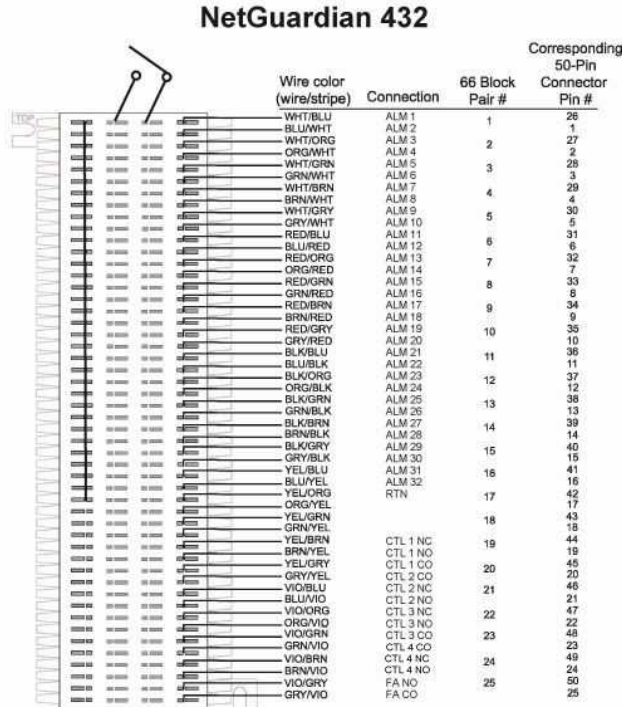 NetGuardian 432
Corresponding
50-Pin
Wire color 66 Block Connector
(wire/stripe) Connection Pair # Pin #
TOP
WHT/BLU ALM 1 1 26
BLU/WHT ALM 2 1
WHT/ORG ALM 3 2 27
ORG/WHT ALM 4 2
WHT/GRN ALM 5 3 28
GRN/WHT ALM 6 3
WHT/BRN ALM 7 4 29
BRN/WHT ALM 8 4
WHT/GRY ALM 9 5 30
GRY/WHT ALM 10 5
RED/BLU ALM 11 6 31
BLU/RED ALM 12 6
RED/ORG ALM 13 7 32
ORG/RED ALM 14 7
RED/GRN ALM 15 8 33
GRN/RED ALM 16 8
RED/BRN ALM 17 9 34
BRN/RED ALM 18 9
RED/GRY ALM 19 10 35
GRY/RED ALM 20 10
BLK/BLU ALM 21 11 36
BLU/BLK ALM 22 11
BLK/ORG ALM 23 12 37
ORG/BLK ALM 24 12
BLK/GRN ALM 25 13 38
GRN/BLK ALM 26 13
BLK/BRN ALM 27 14 39
BRN/BLK ALM 28 14
BLK/GRY ALM 29 15 40
GRY/BLK ALM 30 15
YEL/BLU ALM 31 16 41
BLU/YEL ALM 32 16
YEL/ORG RTN 17 42
ORG/YEL 17
YEL/GRN 18 43
GRN/YEL 18
YEL/BRN CTL 1 NC 19 44
BRN/YEL CTL 1 NO 19
YEL/GRY CTL 1 CO 20 45
GRY/YEL CTL 2 CO 20
VIO/BLU CTL 2 NC 21 46
BLU/VIO CTL 2 NO 21
VIO/ORG CTL 3 NC 22 47
ORG/VIO CTL 3 NO 22
VIO/GRN CTL 3 CO 23 48
GRN/VIO CTL 4 CO 23
VIO/BRN CTL 4 NC 24 49
BRN/VIO CTL 4 NO 24
VIO/GRY FA NO 25 50
GRY/VIO FA CO 25